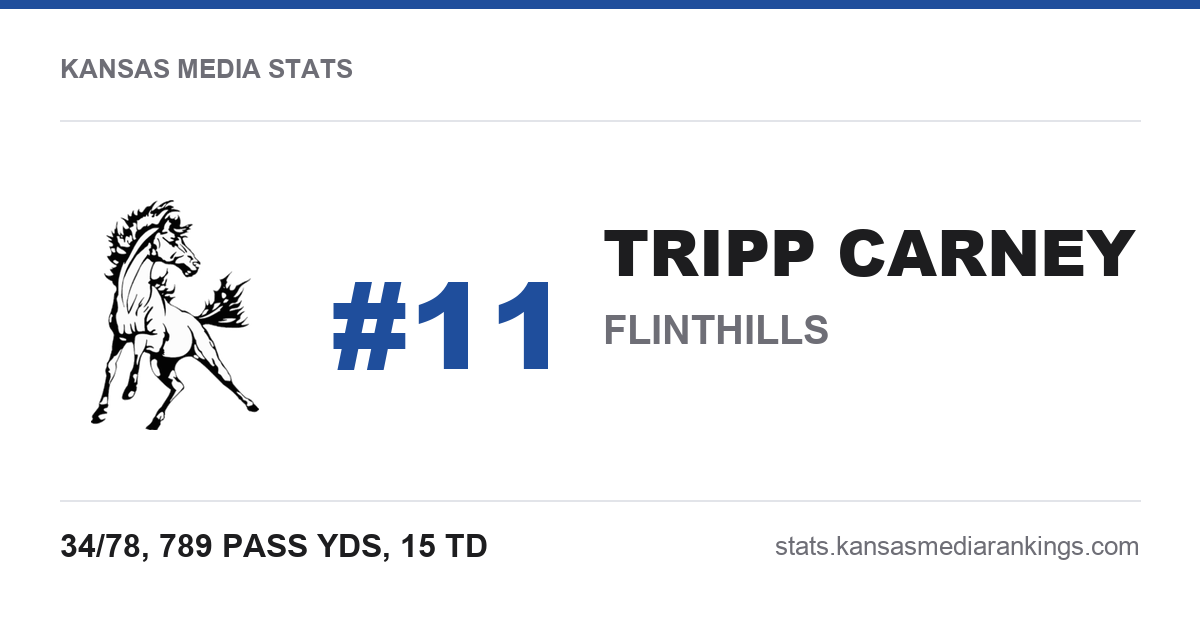 KANSAS MEDIA STATS
#11
TRIPP CARNEY
FLINTHILLS
34/78, 789 PASS YDS, 15 TD
stats.kansasmediarankings.com